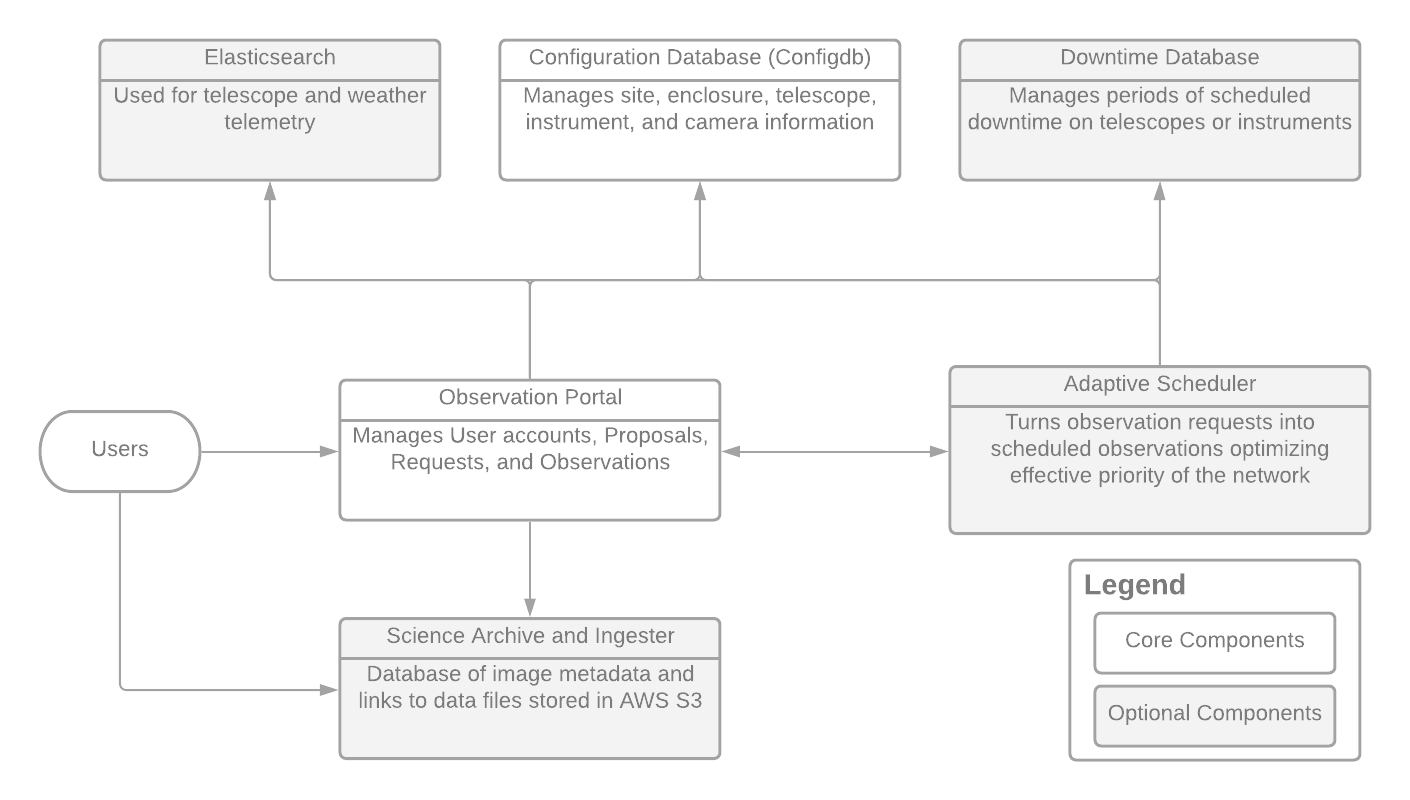 Elasticsearch
Used for telescope and weather
telemetry
Configuration Database (Configdb)
Manages site, enclosure, telescope,
instrument, and camera information
Downtime Database
Manages periods of scheduled
downtime on telescopes or instruments
Users
Observation Portal
Manages User accounts, Proposals,
Requests, and Observations
Adaptive Scheduler
Turns observation requests into
scheduled observations optimizing
effective priority of the network
Science Archive and Ingester
Database of image metadata and
links to data files stored in AWS S3
Legend
Core Components
Optional Components